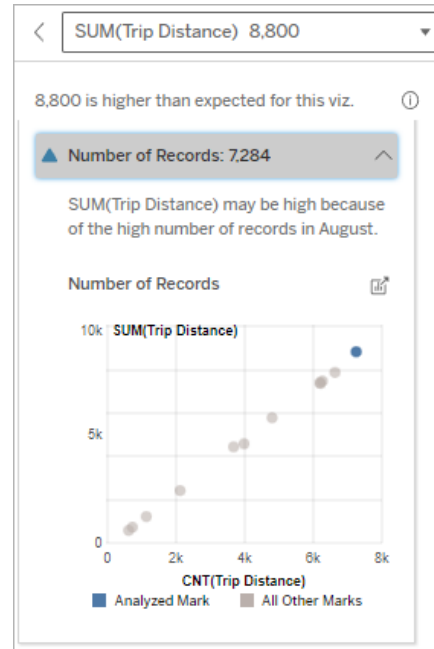 SUM(Trip Distance) 8,800
8,800 is higher than expected for this viz.
Number of Records: 7,284
SUM(Trip Distance) may be high because
of the high number of records in August.
Number of Records
10k SUM(Trip Distance)
5k
0
0 2k 4k 6k 8k
CNT(Trip Distance)
Analyzed Mark All Other Marks